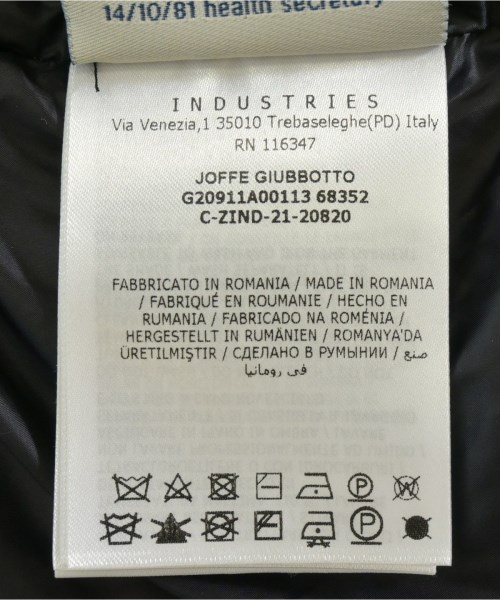 14/10/81 health secretary
INDUSTRIES
Via Venezia,1 35010 Trebaseleghe(PD) Italy
RN 116347
JOFFE GIUBBOTTO
G20911A00113 68352
C-ZIND-21-20820
FABBRICATO IN ROMANIA / MADE IN ROMANIA
/ FABRIQUÉ EN ROUMANIE / HECHO EN
RUMANIA / FABRICADO NA ROMÉNIA /
HERGESTELLT IN RUMÄNIEN / ROMANYA'DA
ÜRETILMIŞTIR / СДЕЛАНО В РУМЫНИИ / صنع
في رومانيا
P W
P